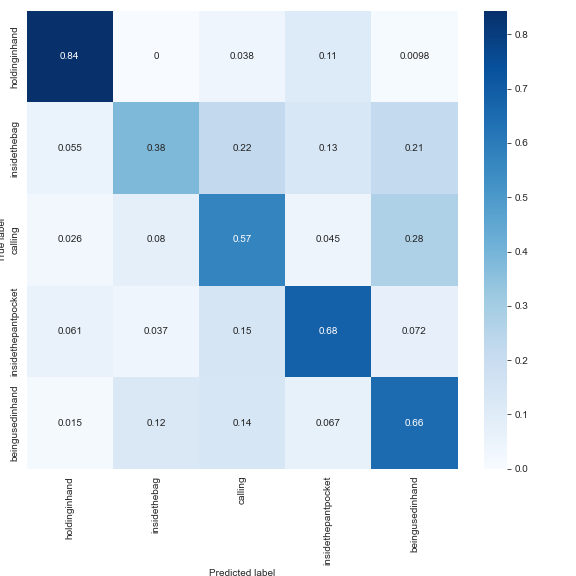 holdinginhand 0.84 0 0.038 0.11 0.0098
insidethebag 0.055 0.38 0.22 0.13 0.21
True label
calling 0.026 0.08 0.57 0.045 0.28
insidethepantpocket 0.061 0.037 0.15 0.68 0.072
beingusedinhand 0.015 0.12 0.14 0.067 0.66
holdinginhand insidethebag calling insidethepantpocket beingusedinhand
Predicted label
0.8
0.7
0.6
0.5
0.4
0.3
0.2
0.1
0.0